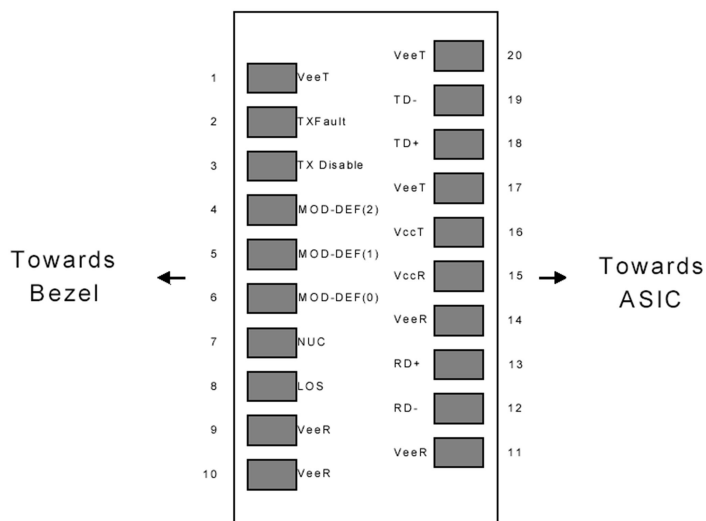 VeeT 20
1 VeeT
TD- 19
2 TXFault
TD+ 18
3 TX Disable
VeeT 17
4 MOD-DEF(2)
VccT 16
5 MOD-DEF(1)
Towards
Bezel
VccR 15
Towards
ASIC
6 MOD-DEF(0)
VeeR 14
7 NUC
RD+ 13
8 LOS
RD- 12
9 VeeR
VeeR 11
10 VeeR